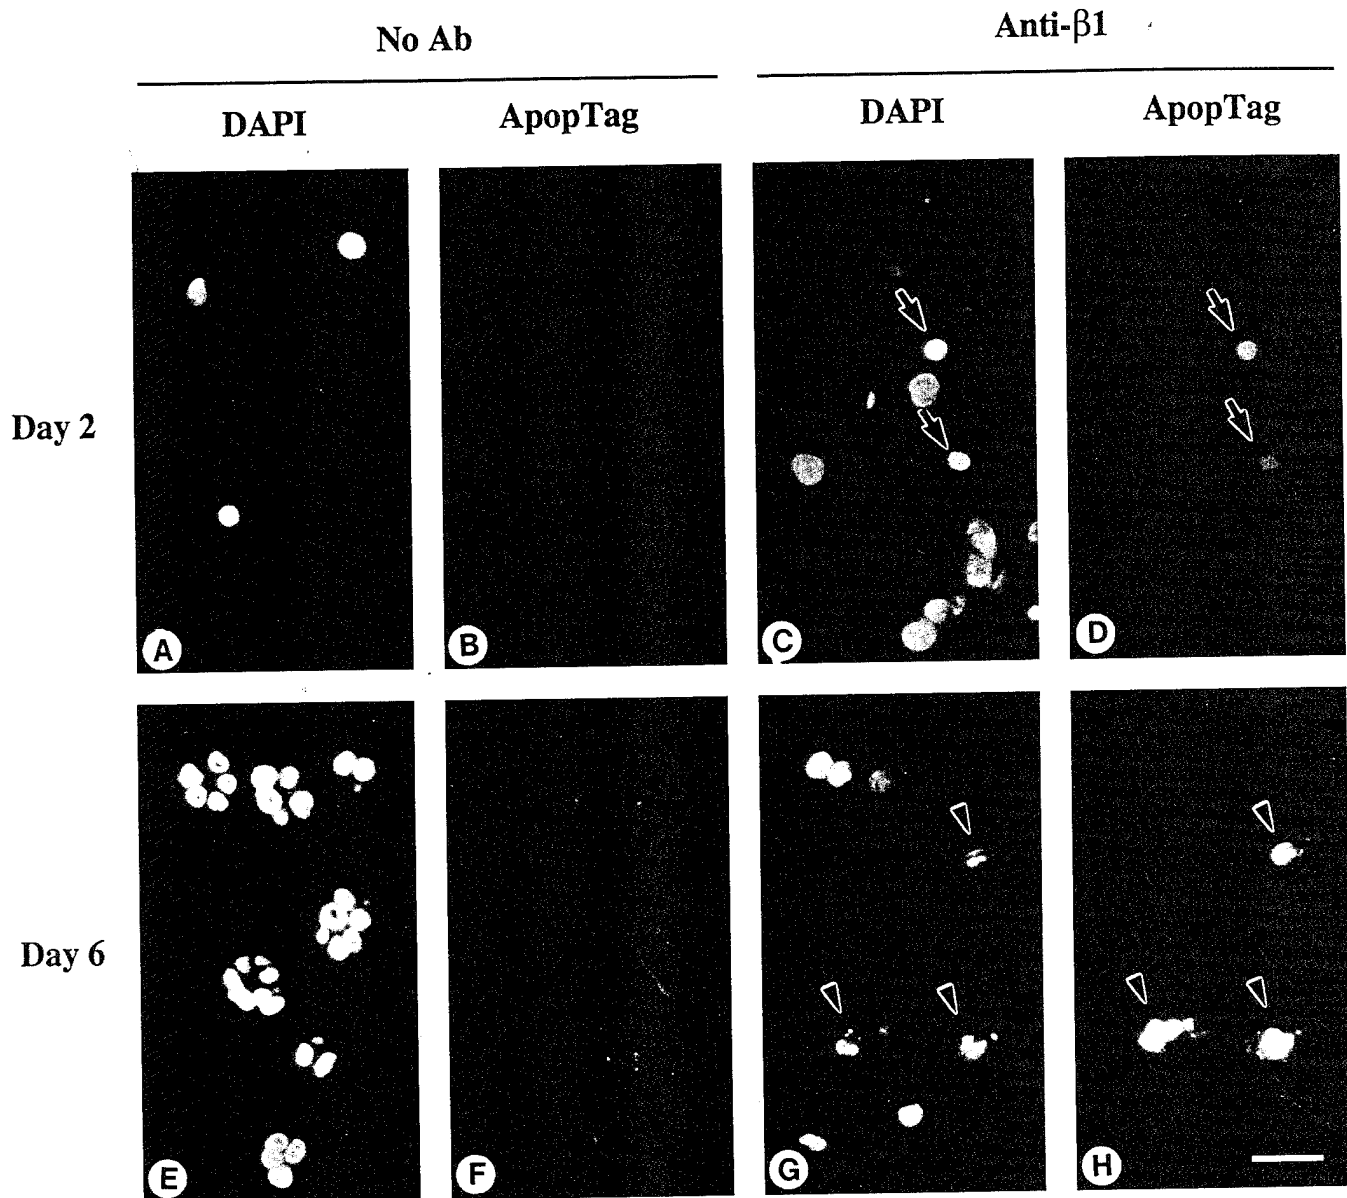 No Ab
Anti-β1
DAPI
ApopTag
DAPI
ApopTag
Day 2
A
B
C
D
Day 6
E
F
G
H